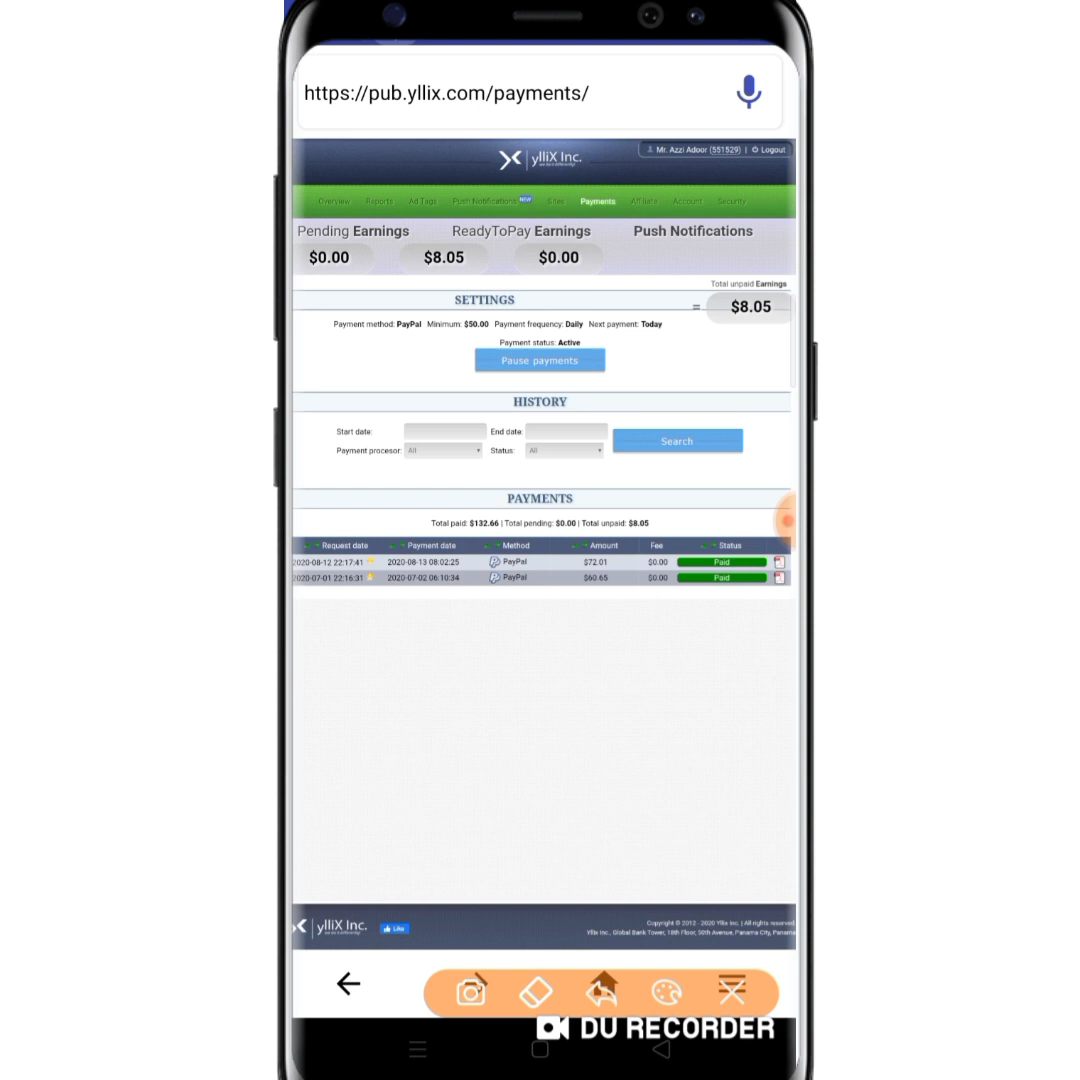 https://pub.yllix.com/payments/
ylliX Inc.
Mr. Azzi Adoor (551529) | Logout
Overview Reports Ad Tags Push Notifications NEW Sites Payments Affiliate Account Security
Pending Earnings ReadyToPay Earnings Push Notifications
$0.00 $8.05 $0.00
Total unpaid Earnings
= $8.05
SETTINGS
Payment method: PayPal Minimum: $50.00 Payment frequency: Daily Next payment: Today
Payment status: Active
Pause payments
HISTORY
Start date: End date:
Search
Payment procesor: All Status: All
PAYMENTS
Total paid: $132.66 | Total pending: $0.00 | Total unpaid: $8.05
Request date Payment date Method Amount Fee Status
2020-08-12 22:17:41 2020-08-13 08:02:25 PayPal $72.01 $0.00 Paid
2020-07-01 22:16:31 2020-07-02 06:10:34 PayPal $60.65 $0.00 Paid
ylliX Inc.
Like
Copyright © 2012 - 2020 Yllix Inc. | All rights reserved.
Yllix Inc., Global Bank Tower, 18th Floor, 50th Avenue, Panama City, Panama
DU RECORDER